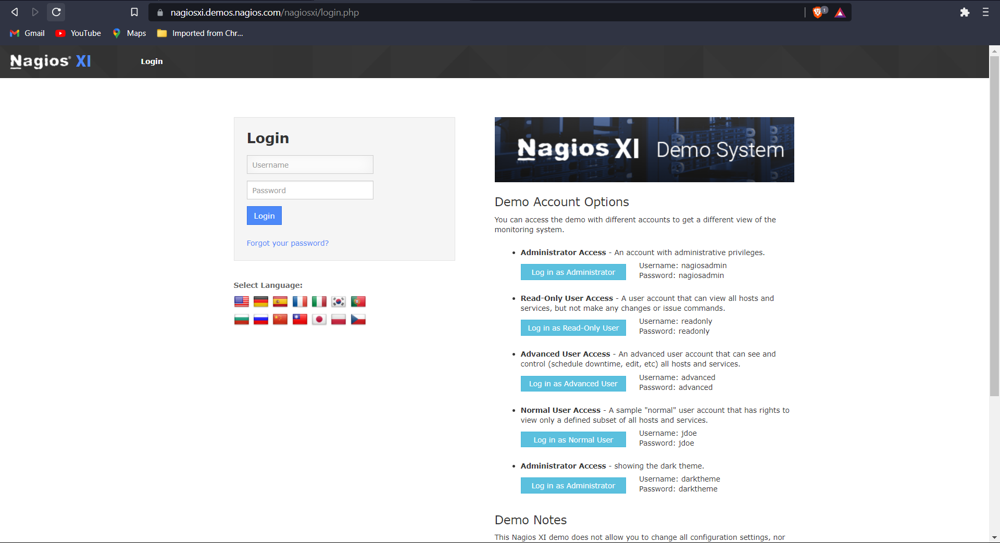 nagiosxi.demos.nagios.com/nagiosxi/login.php
1
Gmail
YouTube
Maps
Imported from Chr...
Nagios® XI
Login
Login
Username
Password
Login
Forgot your password?
Select Language:
Nagios XI Demo System
Demo Account Options
You can access the demo with different accounts to get a different view of the
monitoring system.
• Administrator Access - An account with administrative privileges.
Log in as Administrator
Username: nagiosadmin
Password: nagiosadmin
• Read-Only User Access - A user account that can view all hosts and
services, but not make any changes or issue commands.
Log in as Read-Only User
Username: readonly
Password: readonly
• Advanced User Access - An advanced user account that can see and
control (schedule downtime, edit, etc) all hosts and services.
Log in as Advanced User
Username: advanced
Password: advanced
• Normal User Access - A sample "normal" user account that has rights to
view only a defined subset of all hosts and services.
Log in as Normal User
Username: jdoe
Password: jdoe
• Administrator Access - showing the dark theme.
Log in as Administrator
Username: darktheme
Password: darktheme
Demo Notes
This Nagios XI demo does not allow you to change all configuration settings, nor